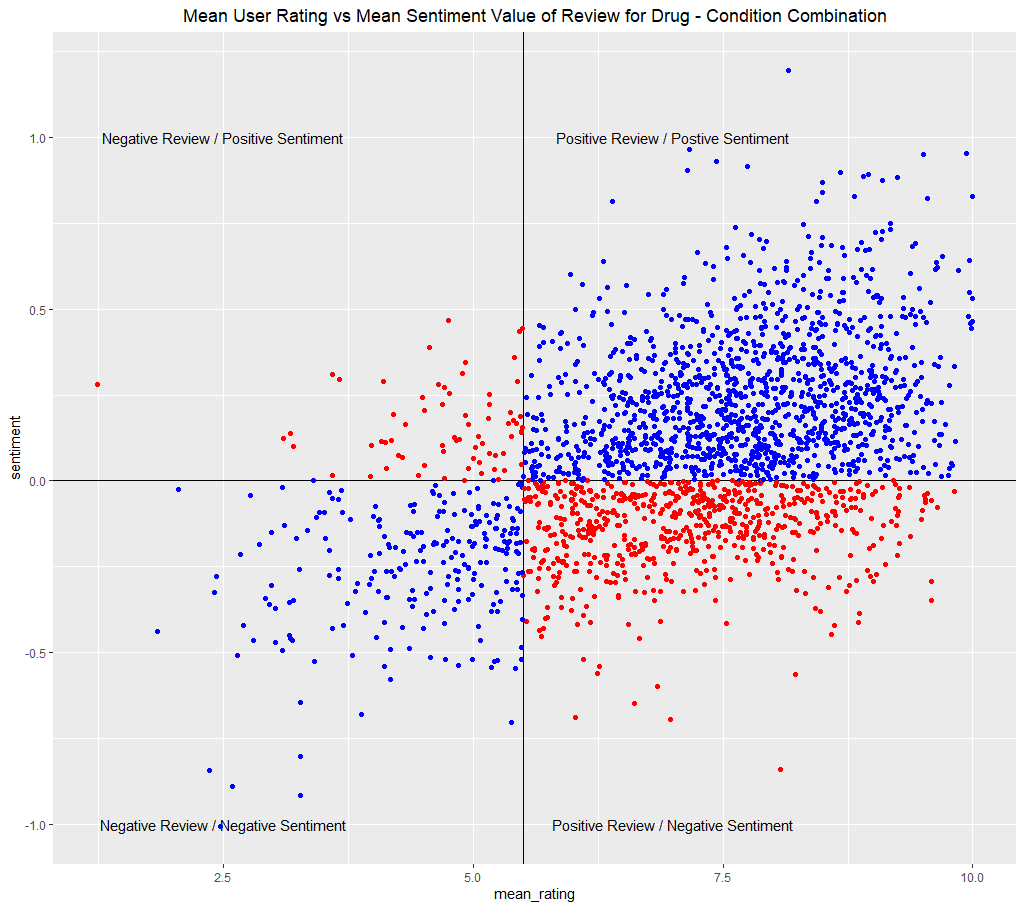 Mean User Rating vs Mean Sentiment Value of Review for Drug - Condition Combination
Negative Review / Positive Sentiment
Positive Review / Postive Sentiment
1.0
0.5
sentiment
0.0
-0.5
-1.0
Negative Review / Negative Sentiment
Positive Review / Negative Sentiment
2.5
5.0
7.5
10.0
mean_rating